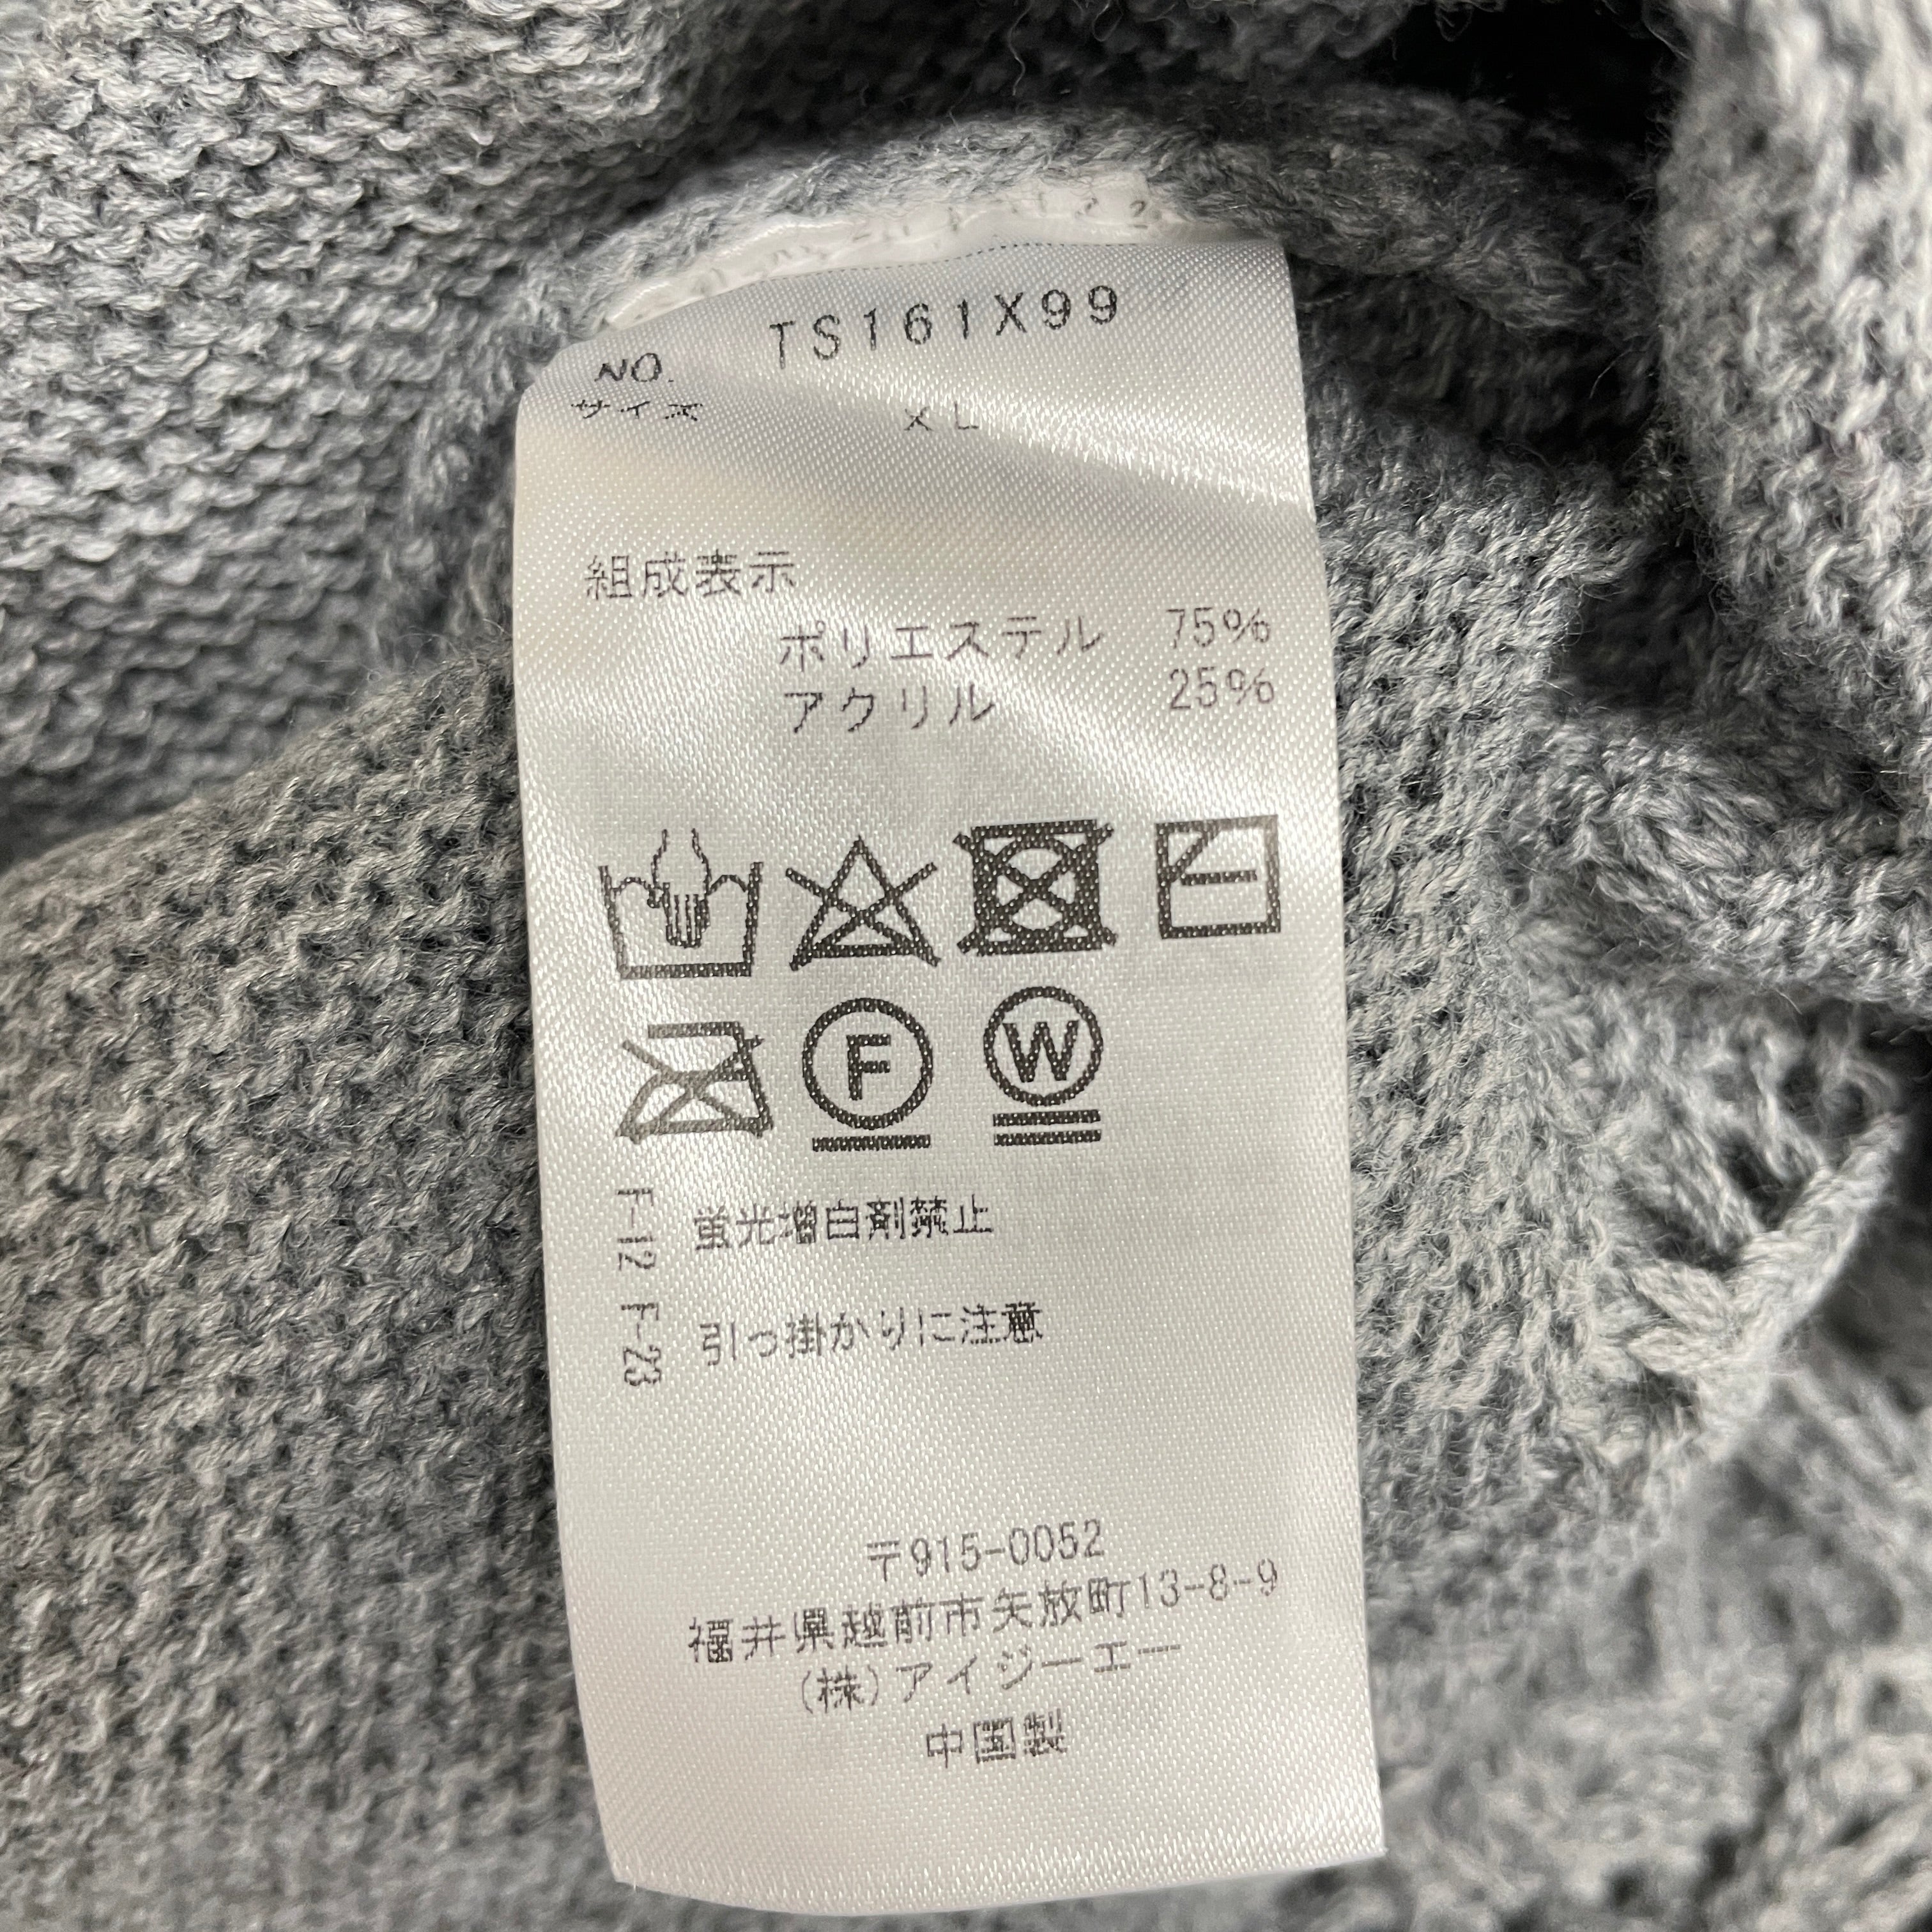 NO. TS161X99
サイズ XL
組成表示
ポリエステル 75%
アクリル 25%
F
W
F-12 F-23
蛍光増白剤禁止
引っ掛かりに注意
〒915-0052
福井県越前市矢放町13-8-9
(株)アイジーエー
中国製